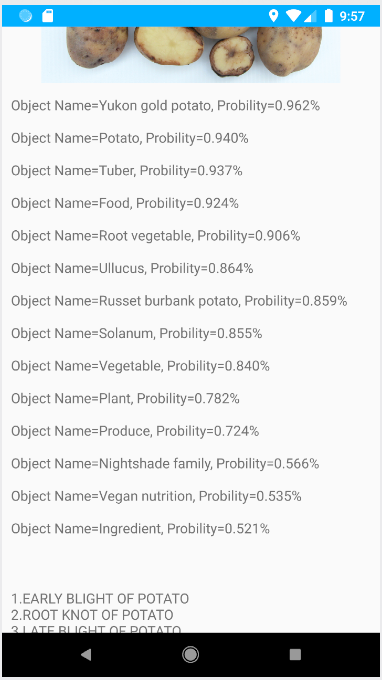 9:57
Object Name=Yukon gold potato, Probility=0.962%
Object Name=Potato, Probility=0.940%
Object Name=Tuber, Probility=0.937%
Object Name=Food, Probility=0.924%
Object Name=Root vegetable, Probility=0.906%
Object Name=Ullucus, Probility=0.864%
Object Name=Russet burbank potato, Probility=0.859%
Object Name=Solanum, Probility=0.855%
Object Name=Vegetable, Probility=0.840%
Object Name=Plant, Probility=0.782%
Object Name=Produce, Probility=0.724%
Object Name=Nightshade family, Probility=0.566%
Object Name=Vegan nutrition, Probility=0.535%
Object Name=Ingredient, Probility=0.521%
1.EARLY BLIGHT OF POTATO
2.ROOT KNOT OF POTATO
3.LATE BLIGHT OF POTATO